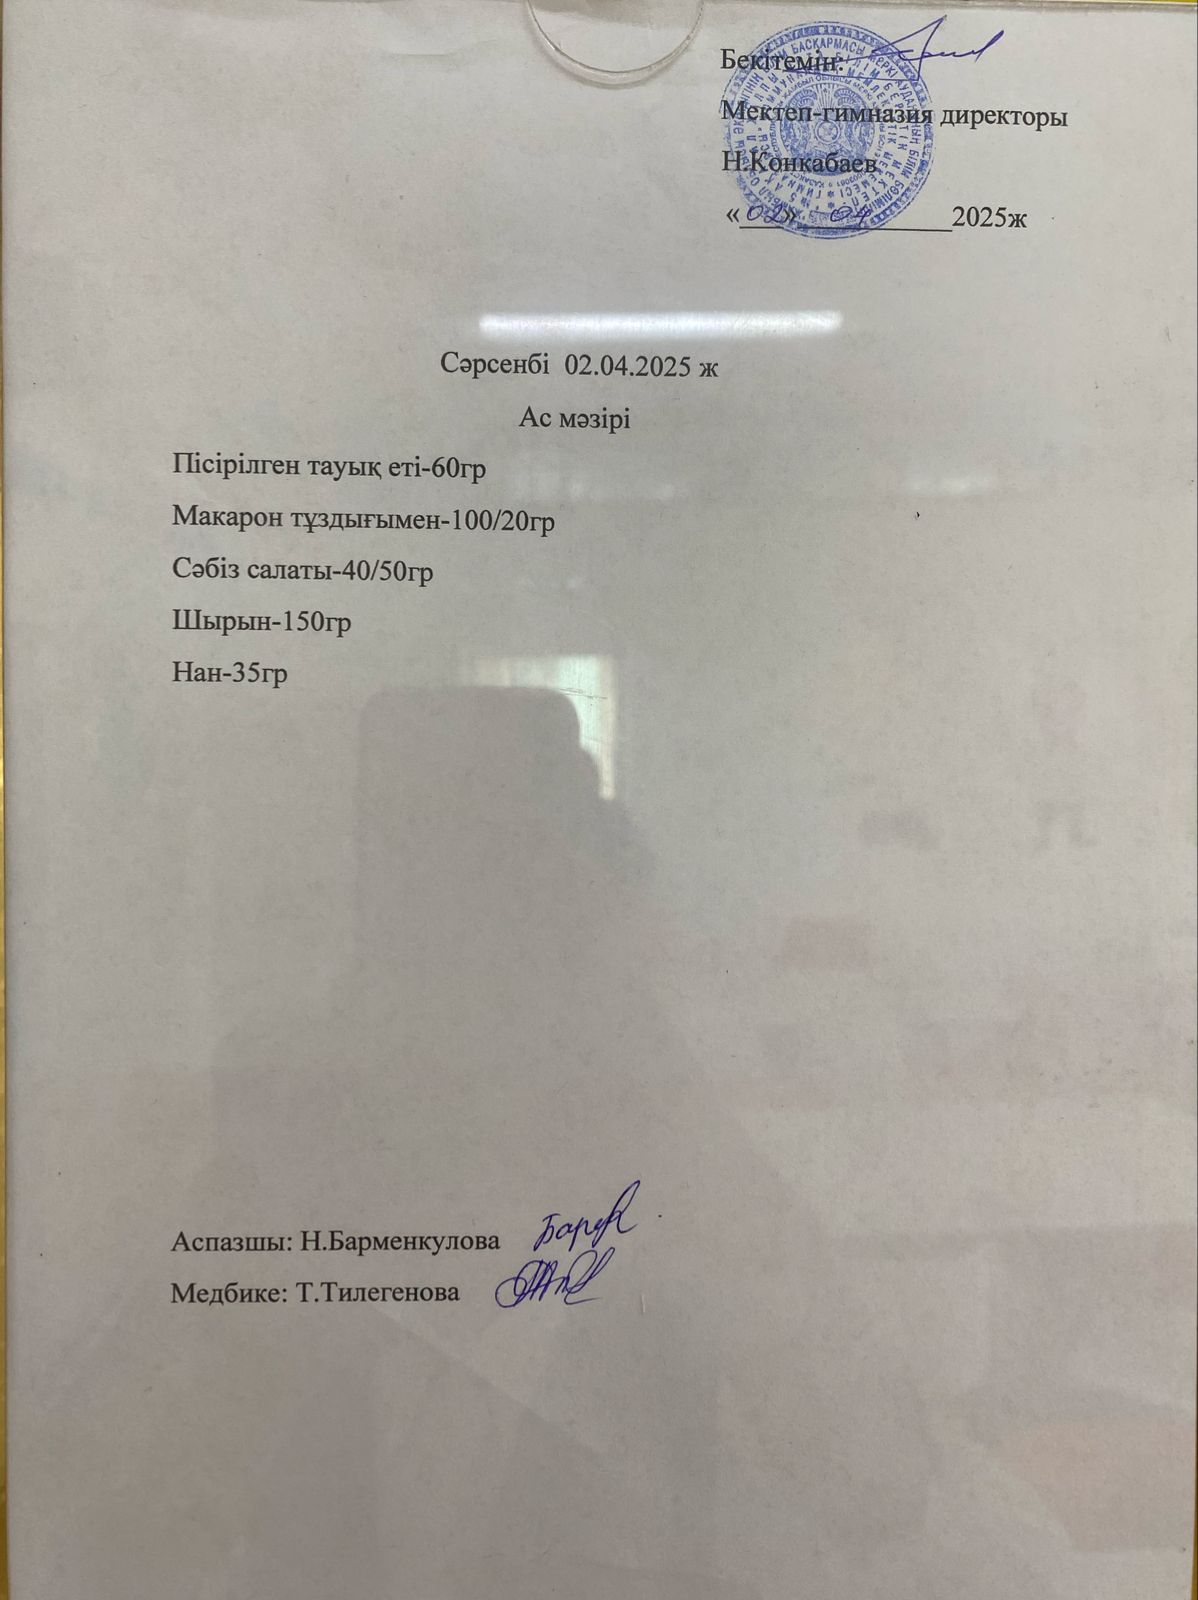 Бекітемін:
Мектеп-гимназия директоры
Н.Конкабаев
«02» 04 2025ж
Сәрсенбі 02.04.2025 ж
Ас мәзірі
Пісірілген тауық еті-60гр
Макарон тұздығымен-100/20гр
Сәбіз салаты-40/50гр
Шырын-150гр
Нан-35гр
Аспазшы: Н.Барменкулова
Медбике: Т.Тилегенова